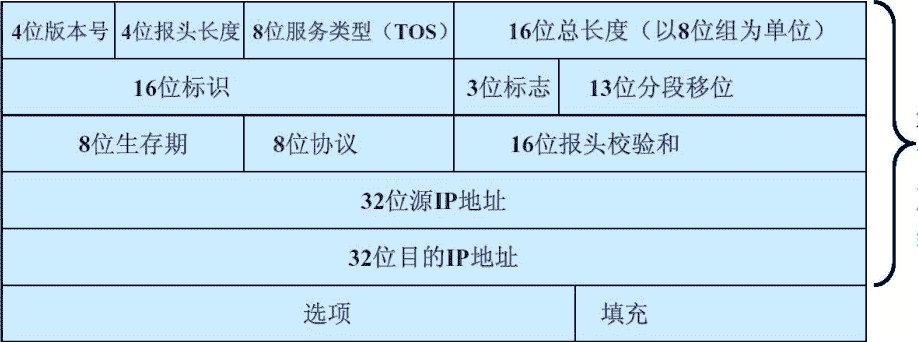 4位版本号 4位报头长度 8位服务类型（TOS） 16位总长度（以8位组为单位）
16位标识 3位标志 13位分段移位
8位生存期 8位协议 16位报头校验和
32位源IP地址
32位目的IP地址
选项 填充